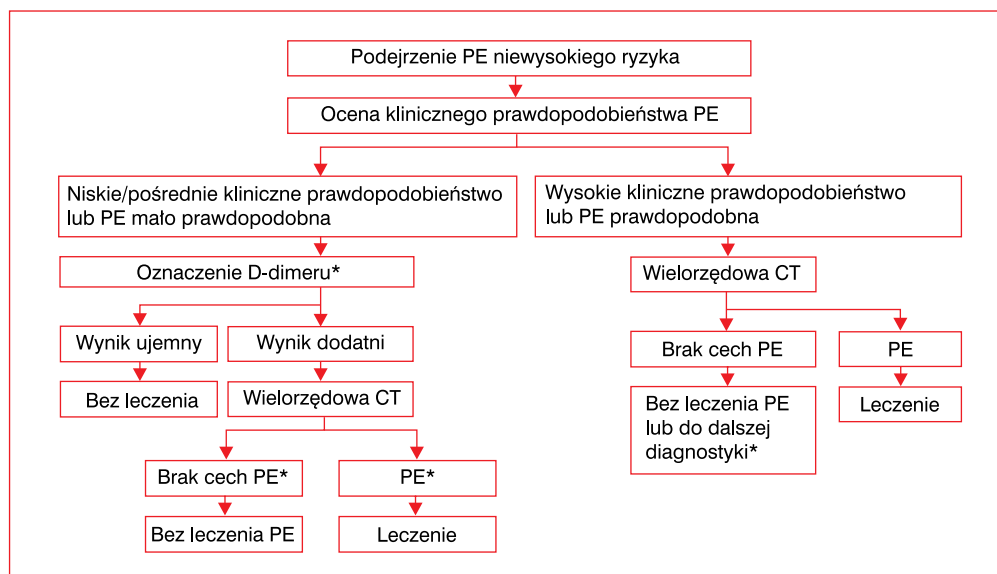 Podejrzenie PE niewysokiego ryzyka
Ocena klinicznego prawdopodobieństwa PE
Niskie/pośrednie kliniczne prawdopodobieństwo
lub PE mało prawdopodobna
Wysokie kliniczne prawdopodobieństwo
lub PE prawdopodobna
Oznaczenie D-dimeru*
Wielorzędowa CT
Wynik ujemny
Wynik dodatni
Brak cech PE
PE
Bez leczenia
Wielorzędowa CT
Bez leczenia PE
lub do dalszej
diagnostyki*
Leczenie
Brak cech PE*
PE*
Bez leczenia PE
Leczenie